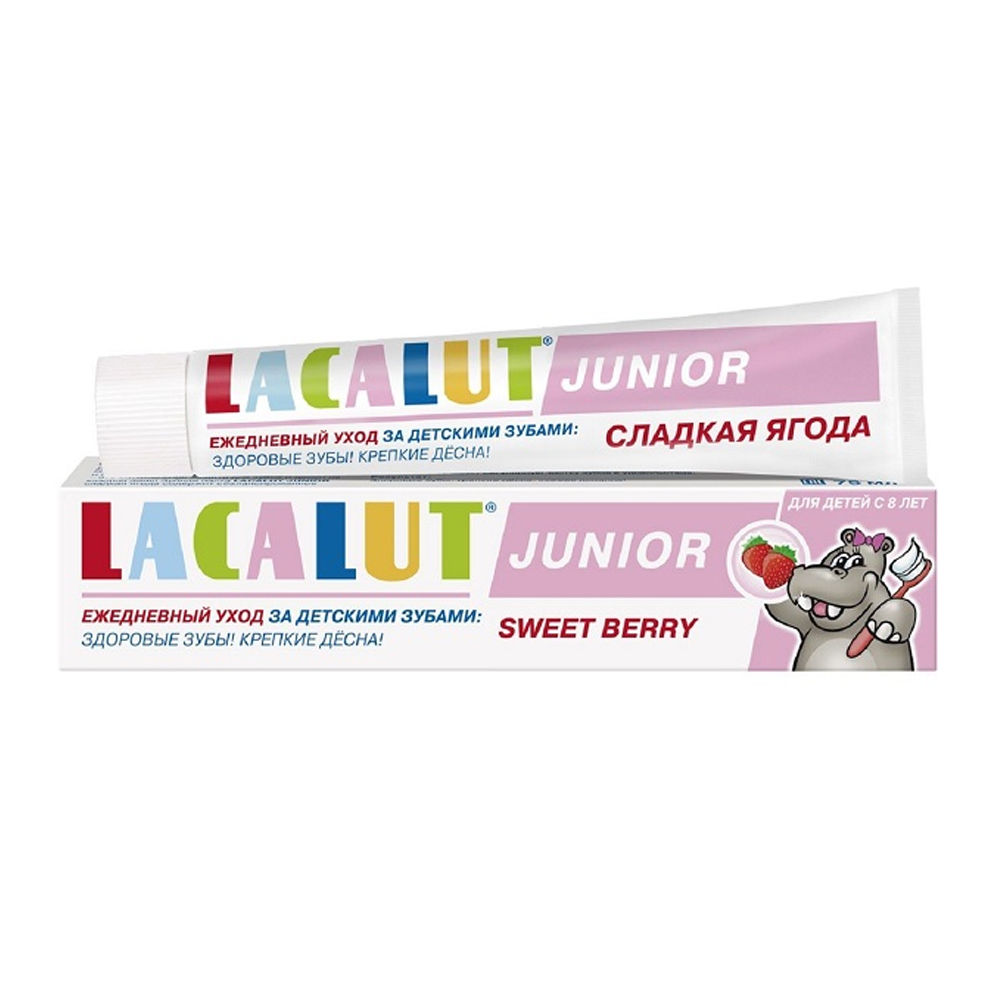 LACALUT® JUNIOR
ЕЖЕДНЕВНЫЙ УХОД ЗА ДЕТСКИМИ ЗУБАМИ:
ЗДОРОВЫЕ ЗУБЫ! КРЕПКИЕ ДЁСНА!
СЛАДКАЯ ЯГОДА
ДЛЯ ДЕТЕЙ С 8 ЛЕТ
LACALUT® JUNIOR
ЕЖЕДНЕВНЫЙ УХОД ЗА ДЕТСКИМИ ЗУБАМИ:
ЗДОРОВЫЕ ЗУБЫ! КРЕПКИЕ ДЁСНА!
SWEET BERRY